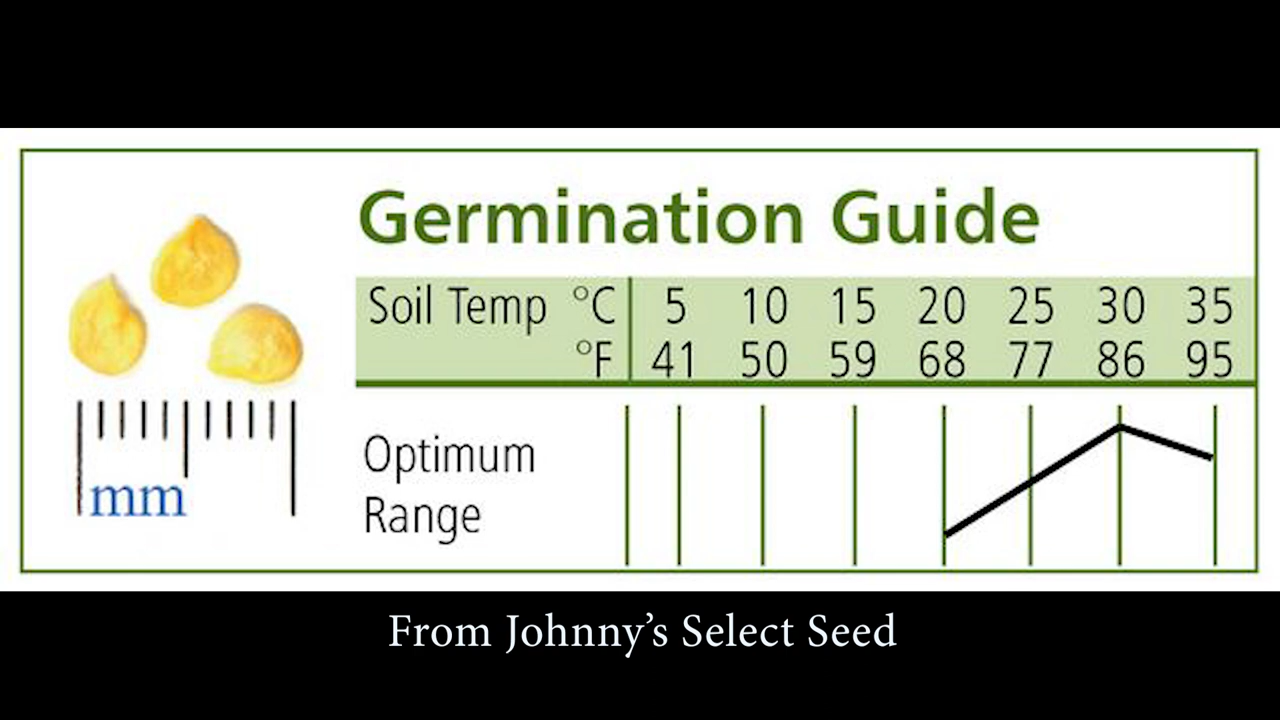 Germination Guide
Soil Temp °C 5 10 15 20 25 30 35
°F 41 50 59 68 77 86 95
Optimum
Range
mm
From Johnny’s Select Seed